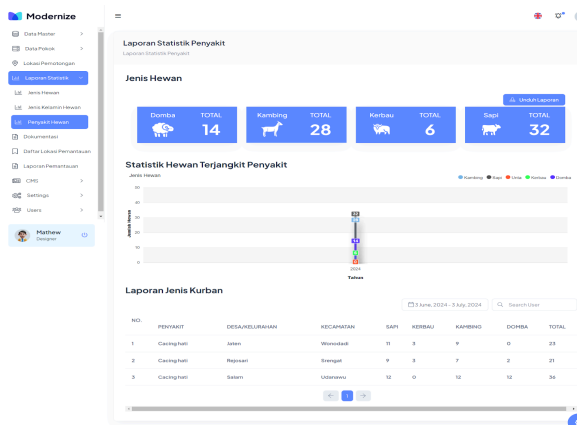 Modernize
Data Master
Data Pokok
Lokasi Pemotongan
Laporan Statistik
Jenis Hewan
Jenis Kelamin Hewan
Penyakit Hewan
Dokumentasi
Daftar Lokasi Pemantauan
Laporan Pemantauan
CMS
Settings
Users
Mathew
Designer
Laporan Statistik Penyakit
Laporan Statistik Penyakit
Jenis Hewan
Unduh Laporan
Domba TOTAL 14
Kambing TOTAL 28
Kerbau TOTAL 6
Sapi TOTAL 32
Statistik Hewan Terjangkit Penyakit
Jenis Hewan
Kambing Sapi Unta Kerbau Domba
50
40
30
20
10
0
Jumlah Hewan
2024
Tahun
Laporan Jenis Kurban
3 June, 2024 - 3 July, 2024
Search User
NO. PENYAKIT DESA/KELURAHAN KECAMATAN SAPI KERBAU KAMBING DOMBA TOTAL
1 Cacing hati Jaten Wonodadi 11 3 9 0 23
2 Cacing hati Rejosari Srengat 9 3 7 2 21
3 Cacing hati Salam Udanawu 12 0 12 12 36
1